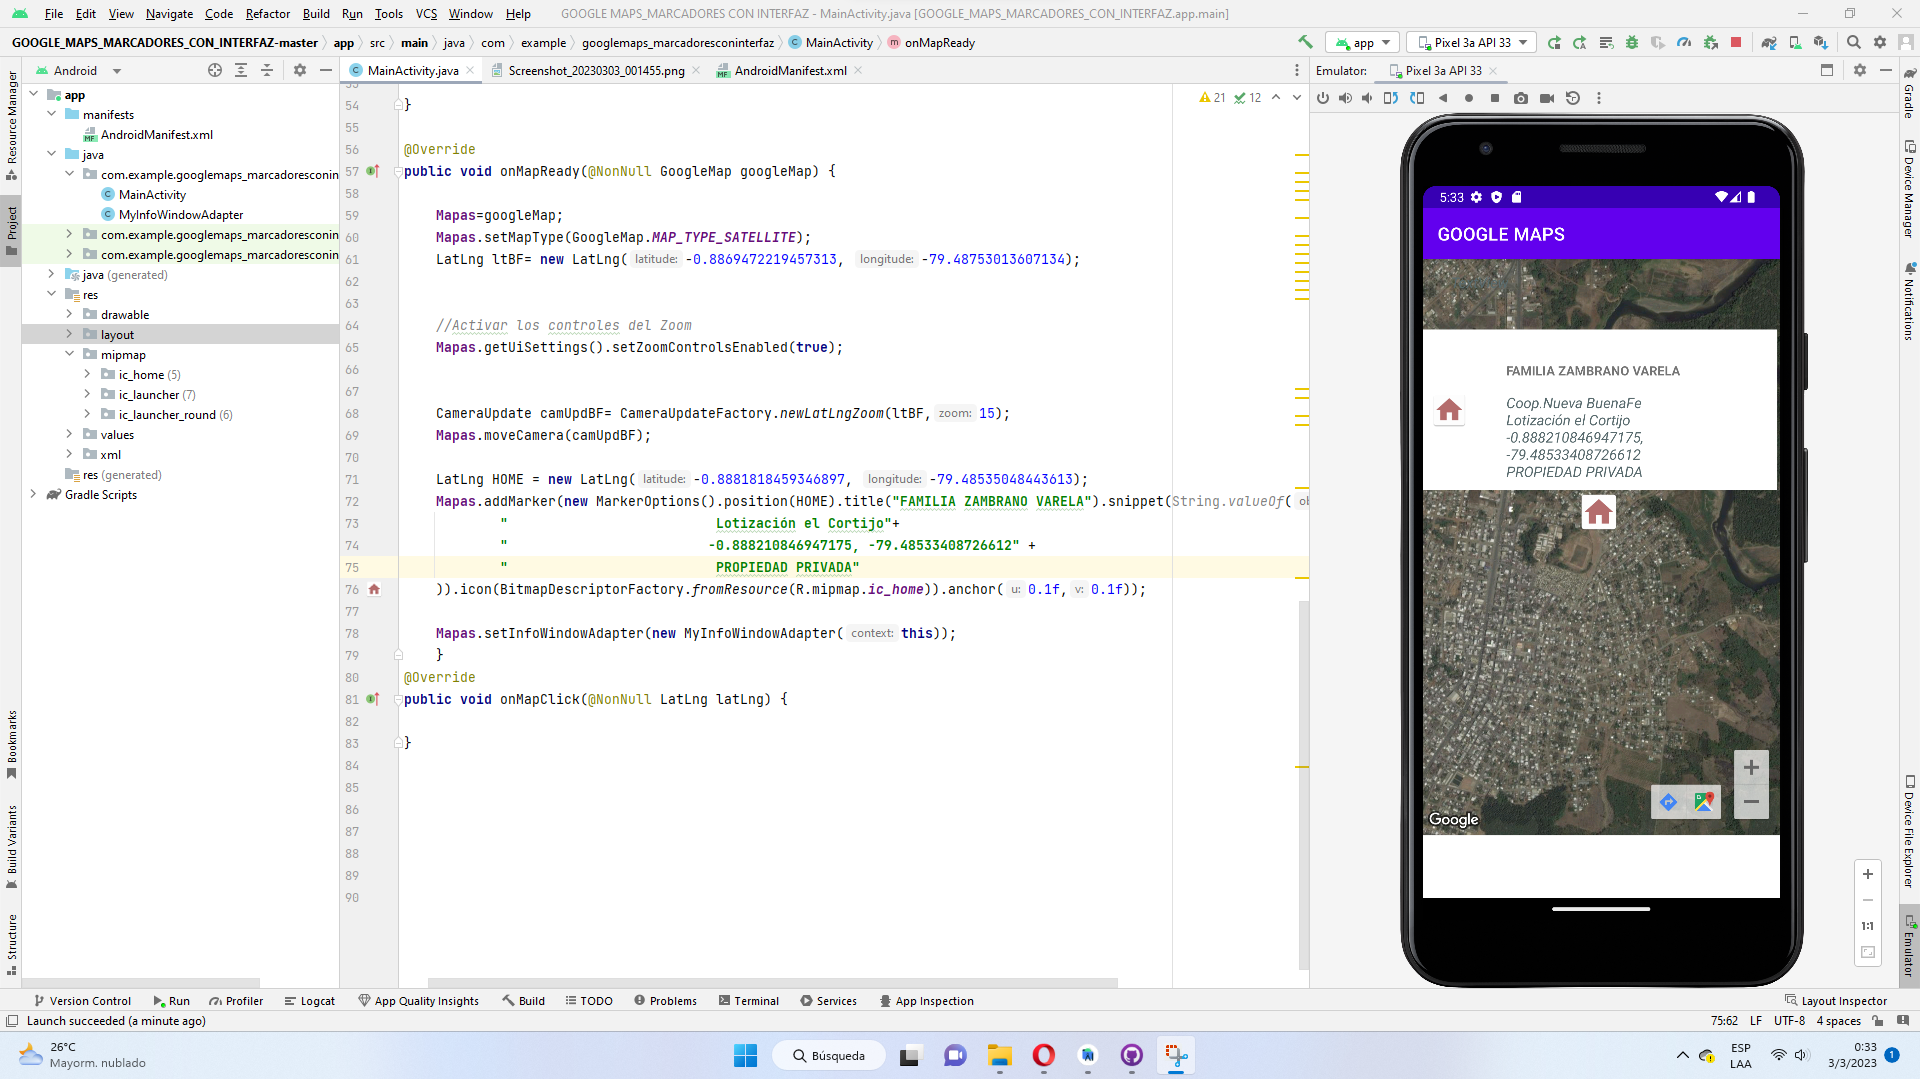 File Edit View Navigate Code Refactor Build Run Tools VCS Window Help GOOGLE MAPS_MARCADORES CON INTERFAZ - MainActivity.java [GOOGLE_MAPS_MARCADORES_CON_INTERFAZ.app.main]
GOOGLE_MAPS_MARCADORES_CON_INTERFAZ-master app src main java com example googlemaps_marcadoresconinterfaz MainActivity onMapReady app Pixel 3a API 33
Android MainActivity.java Screenshot_20230303_001455.png AndroidManifest.xml Emulator: Pixel 3a API 33
Resource Manager
Project
Bookmarks
Build Variants
Structure
app
manifests
AndroidManifest.xml
java
com.example.googlemaps_marcadoresconin
MainActivity
MyInfoWindowAdapter
com.example.googlemaps_marcadoresconin
com.example.googlemaps_marcadoresconin
java (generated)
res
drawable
layout
mipmap
ic_home (5)
ic_launcher (7)
ic_launcher_round (6)
values
xml
res (generated)
Gradle Scripts
21 12
54 }
55
56 @Override
57 public void onMapReady(@NonNull GoogleMap googleMap) {
58
59 Mapas=googleMap;
60 Mapas.setMapType(GoogleMap.MAP_TYPE_SATELLITE);
61 LatLng ltBF= new LatLng( latitude: -0.8869472219457313, longitude: -79.48753013607134);
62
63
64 //Activar los controles del Zoom
65 Mapas.getUiSettings().setZoomControlsEnabled(true);
66
67
68 CameraUpdate camUpdBF= CameraUpdateFactory.newLatLngZoom(ltBF, zoom: 15);
69 Mapas.moveCamera(camUpdBF);
70
71 LatLng HOME = new LatLng( latitude: -0.8881818459346897, longitude: -79.48535048443613);
72 Mapas.addMarker(new MarkerOptions().position(HOME).title("FAMILIA ZAMBRANO VARELA").snippet(String.valueOf( ob
73 " Lotización el Cortijo"+
74 " -0.888210846947175, -79.48533408726612" +
75 " PROPIEDAD PRIVADA"
76 )).icon(BitmapDescriptorFactory.fromResource(R.mipmap.ic_home)).anchor( u: 0.1f, v: 0.1f));
77
78 Mapas.setInfoWindowAdapter(new MyInfoWindowAdapter( context: this));
79 }
80 @Override
81 public void onMapClick(@NonNull LatLng latLng) {
82
83 }
84
85
86
87
88
89
90
5:33
GOOGLE MAPS
FAMILIA ZAMBRANO VARELA
Coop.Nueva BuenaFe
Lotización el Cortijo
-0.888210846947175,
-79.48533408726612
PROPIEDAD PRIVADA
Google
1:1
Gradle
Device Manager
Notifications
Device File Explorer
Emulator
Version Control Run Profiler Logcat App Quality Insights Build TODO Problems Terminal Services App Inspection Layout Inspector
Launch succeeded (a minute ago) 75:62 LF UTF-8 4 spaces
26°C
Mayorm. nublado
Búsqueda
ESP
LAA
0:33
3/3/2023
1